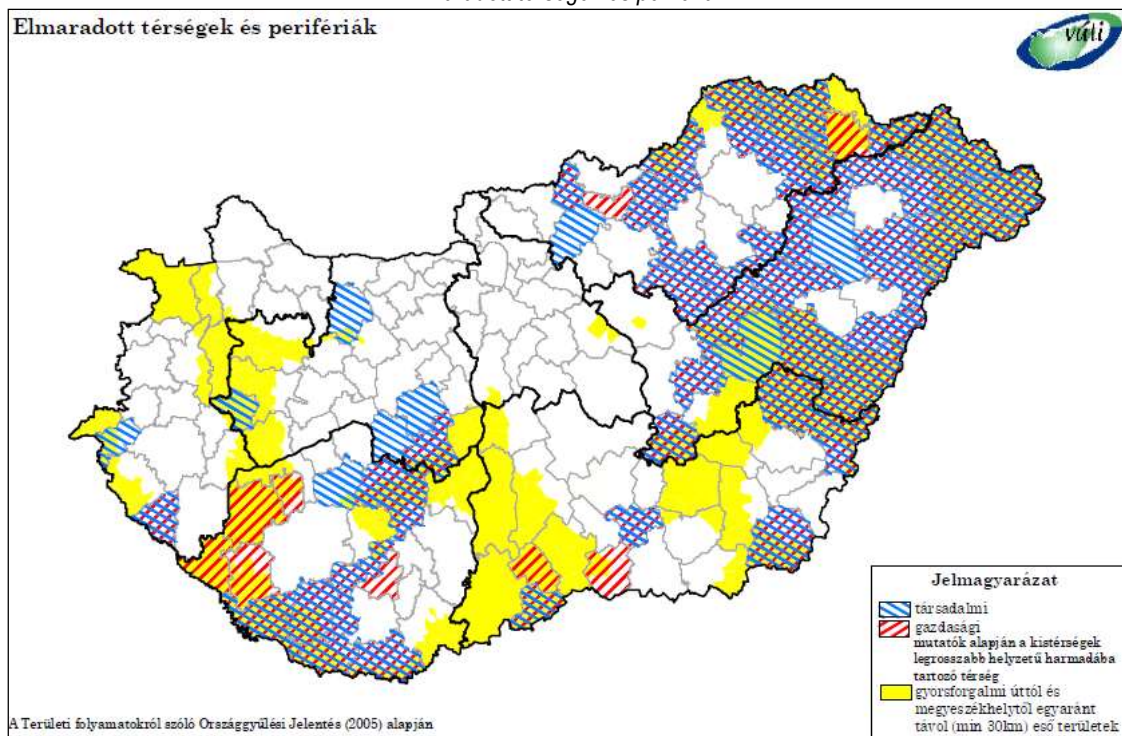 Elmaradott térségek és perifériák
váti
Jelmagyarázat
társadalmi
gazdasági
mutatók alapján a kistérségek
legrosszabb helyzetű harmadába
tartozó térség
gyorsforgalmi úttól és
megyeszékhelytől egyaránt
távol (min 30km) eső területek
A Területi folyamatokról szóló Országgyűlési Jelentés (2005) alapján